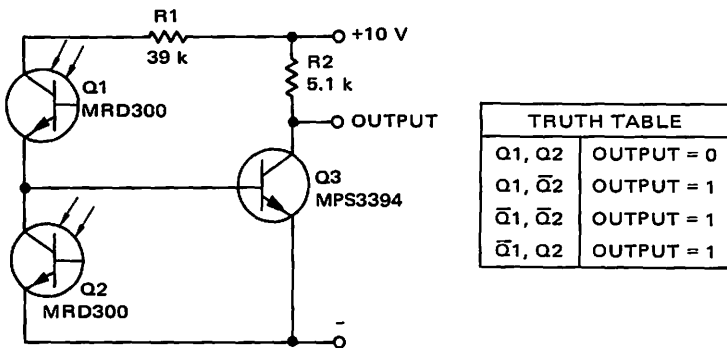 R1
39 k
+10 V
R2
5.1 k
Q1
MRD300
OUTPUT
Q3
MPS3394
Q2
MRD300
-
TRUTH TABLE
Q1, Q2 OUTPUT = 0
Q1, Q̅2 OUTPUT = 1
Q̅1, Q̅2 OUTPUT = 1
Q̅1, Q2 OUTPUT = 1